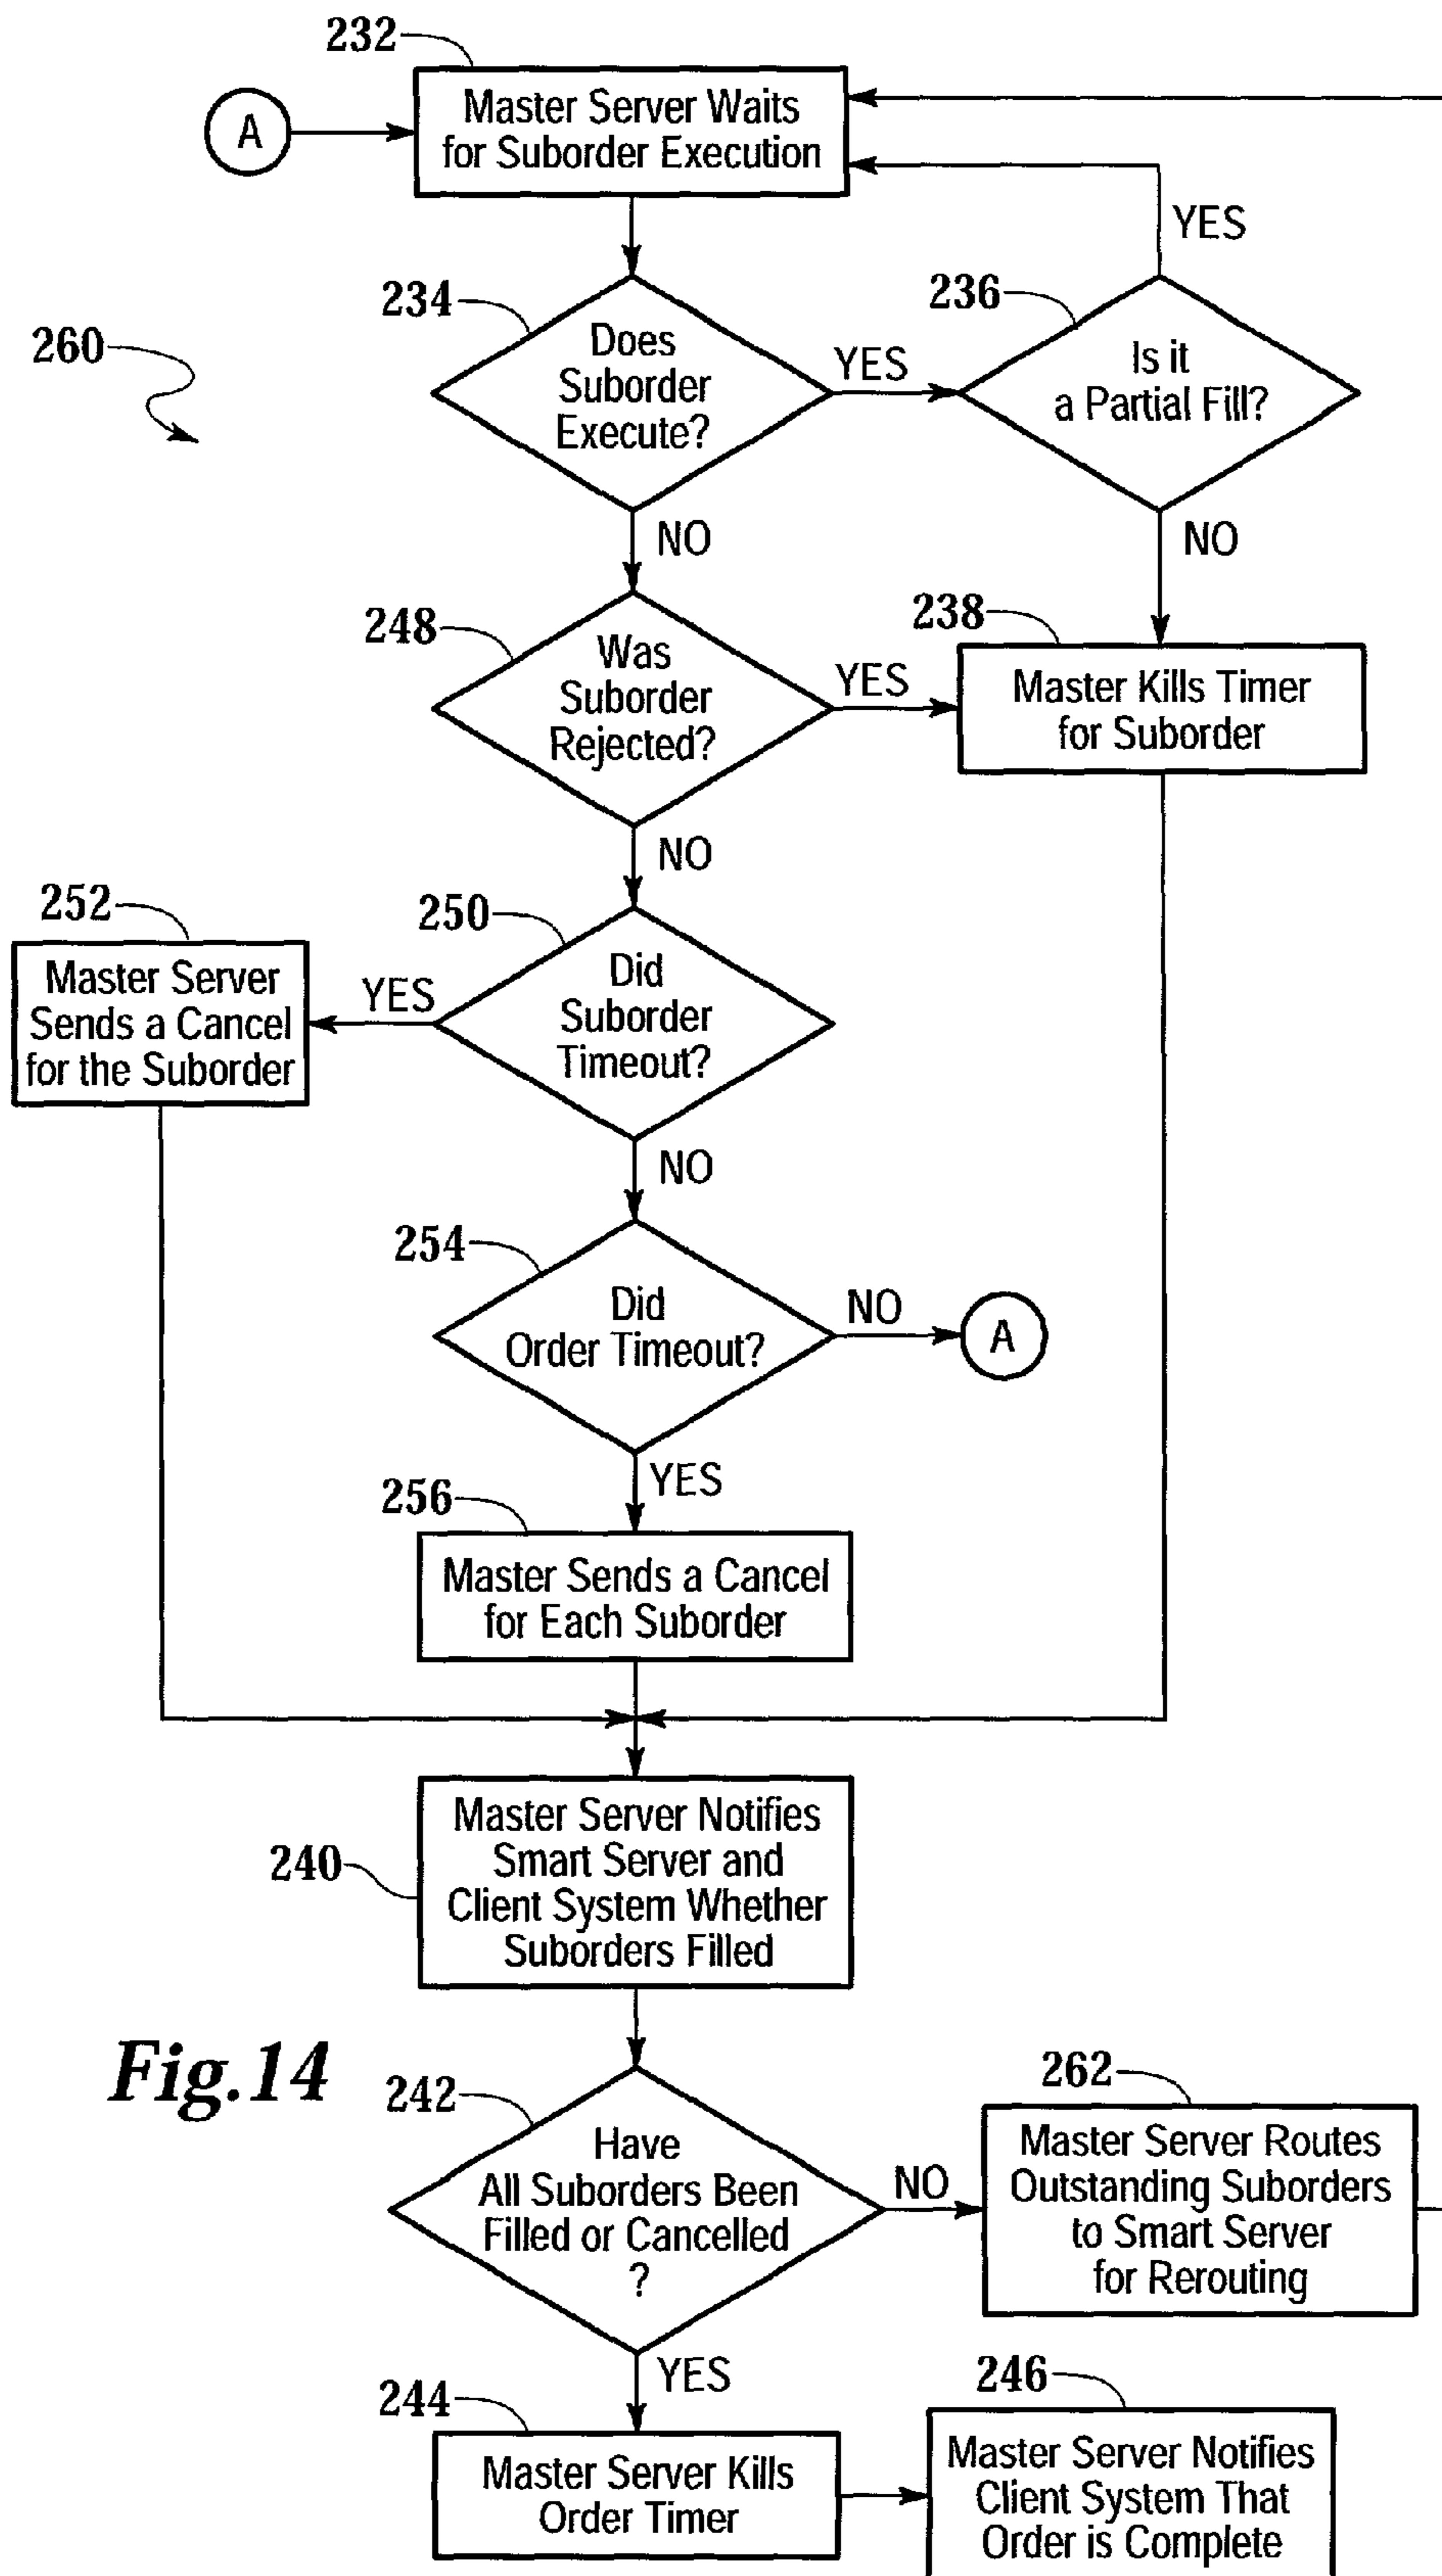 232
A
Master Server Waits
for Suborder Execution
YES
234
236
260
Does
Suborder
Execute?
YES
Is it
a Partial Fill?
NO
NO
248
238
Was
Suborder
Rejected?
YES
Master Kills Timer
for Suborder
NO
252
250
Master Server
Sends a Cancel
for the Suborder
YES
Did
Suborder
Timeout?
NO
254
Did
Order Timeout?
NO
A
YES
256
Master Sends a Cancel
for Each Suborder
240
Master Server Notifies
Smart Server and
Client System Whether
Suborders Filled
Fig.14
242
262
Have
All Suborders Been
Filled or Cancelled
?
NO
Master Server Routes
Outstanding Suborders
to Smart Server
for Rerouting
YES
244
246
Master Server Kills
Order Timer
Master Server Notifies
Client System That
Order is Complete